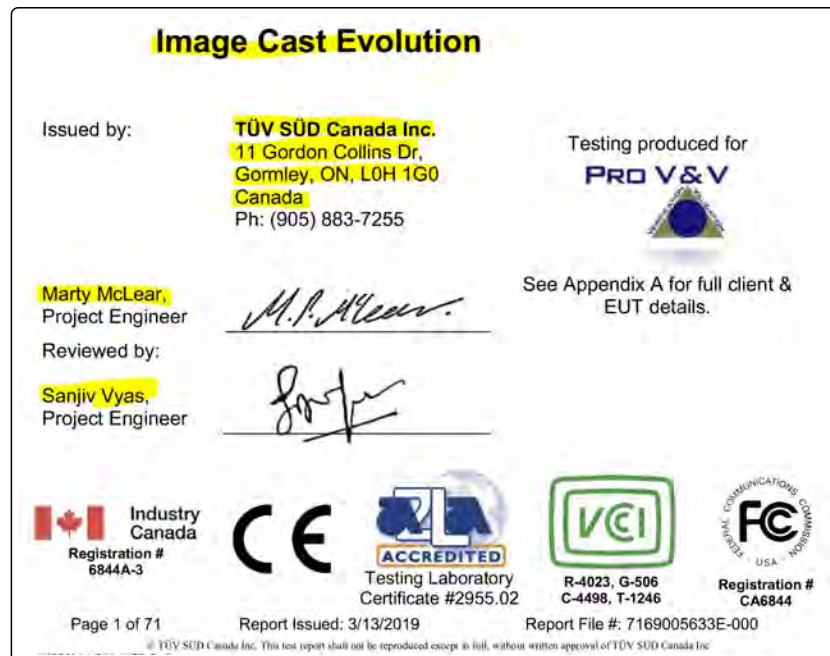 Image Cast Evolution
Issued by:
TÜV SÜD Canada Inc.
11 Gordon Collins Dr,
Gormley, ON, L0H 1G0
Canada
Ph: (905) 883-7255
Testing produced for
PRO V&V
See Appendix A for full client &
EUT details.
Marty McLear,
Project Engineer
Reviewed by:
Sanjiv Vyas,
Project Engineer
Industry
Canada
Registration #
6844A-3
CE
A2LA
ACCREDITED
Testing Laboratory
Certificate #2955.02
VCI
R-4023, G-506
C-4498, T-1246
FEDERAL COMMUNICATIONS COMMISSION
FC
USA
Registration #
CA6844
Page 1 of 71
Report Issued: 3/13/2019
Report File #: 7169005633E-000
© TÜV SÜD Canada Inc. This test report shall not be reproduced except in full, without written approval of TÜV SÜD Canada Inc